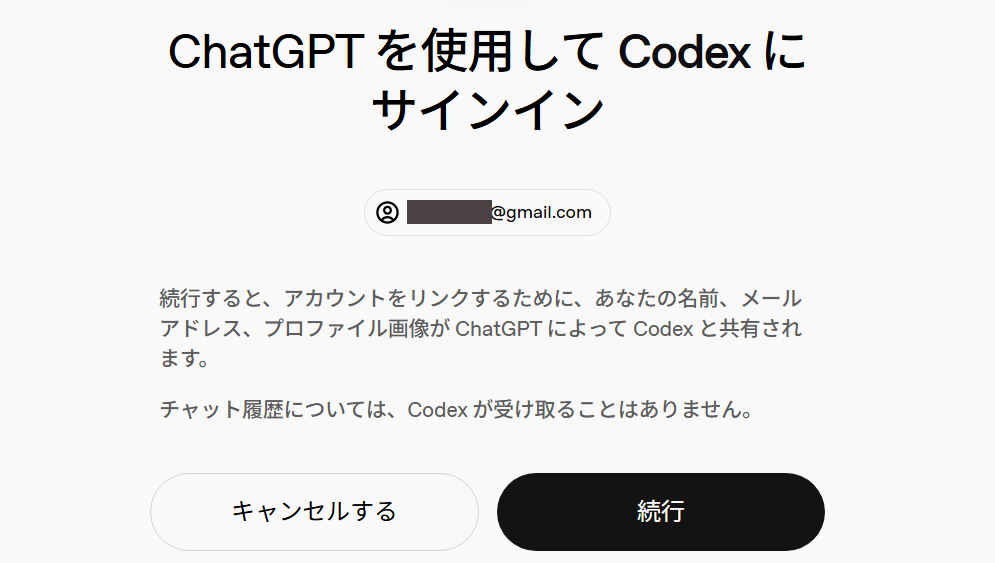 ChatGPT を使用して Codex に
サインイン
@gmail.com
続行すると、アカウントをリンクするために、あなたの名前、メール
アドレス、プロファイル画像が ChatGPT によって Codex と共有され
ます。
チャット履歴については、Codex が受け取ることはありません。
キャンセルする
続行